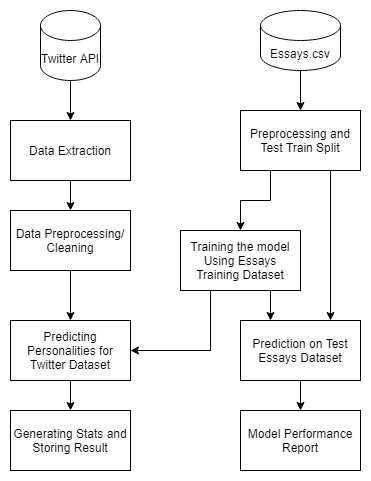 Twitter API
Essays.csv
Data Extraction
Preprocessing and
Test Train Split
Data Preprocessing/
Cleaning
Training the model
Using Essays
Training Dataset
Predicting
Personalities for
Twitter Dataset
Prediction on Test
Essays Dataset
Generating Stats and
Storing Result
Model Performance
Report